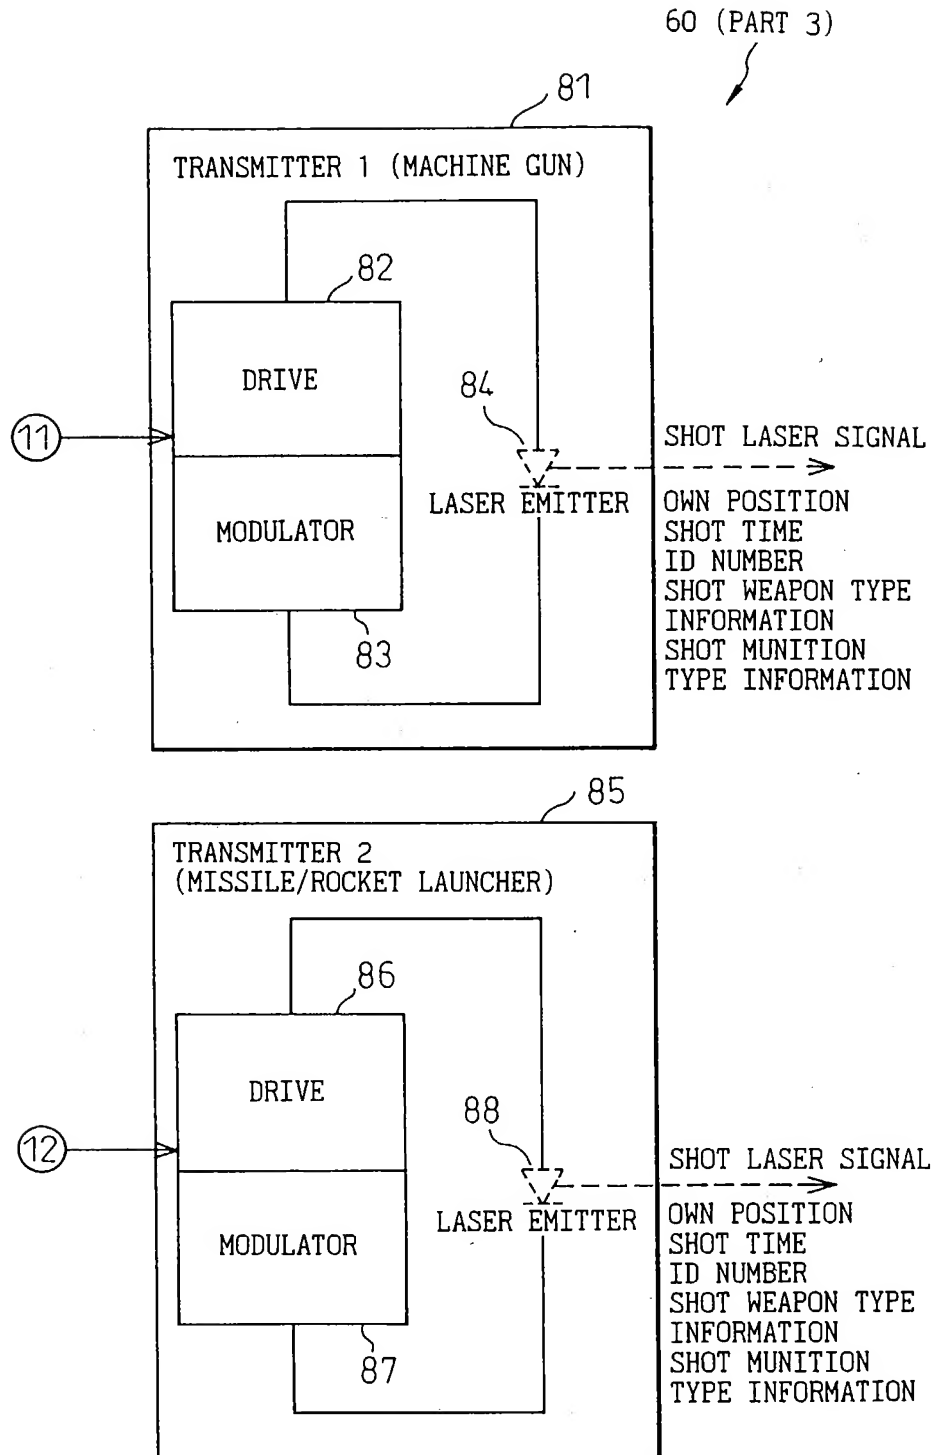 60 (PART 3)
81
TRANSMITTER 1 (MACHINE GUN)
82
DRIVE
84
11
SHOT LASER SIGNAL
LASER EMITTER
OWN POSITION
MODULATOR
SHOT TIME
ID NUMBER
SHOT WEAPON TYPE
INFORMATION
83
SHOT MUNITION
TYPE INFORMATION
85
TRANSMITTER 2
(MISSILE/ROCKET LAUNCHER)
86
DRIVE
88
12
SHOT LASER SIGNAL
LASER EMITTER
OWN POSITION
MODULATOR
SHOT TIME
ID NUMBER
SHOT WEAPON TYPE
INFORMATION
87
SHOT MUNITION
TYPE INFORMATION